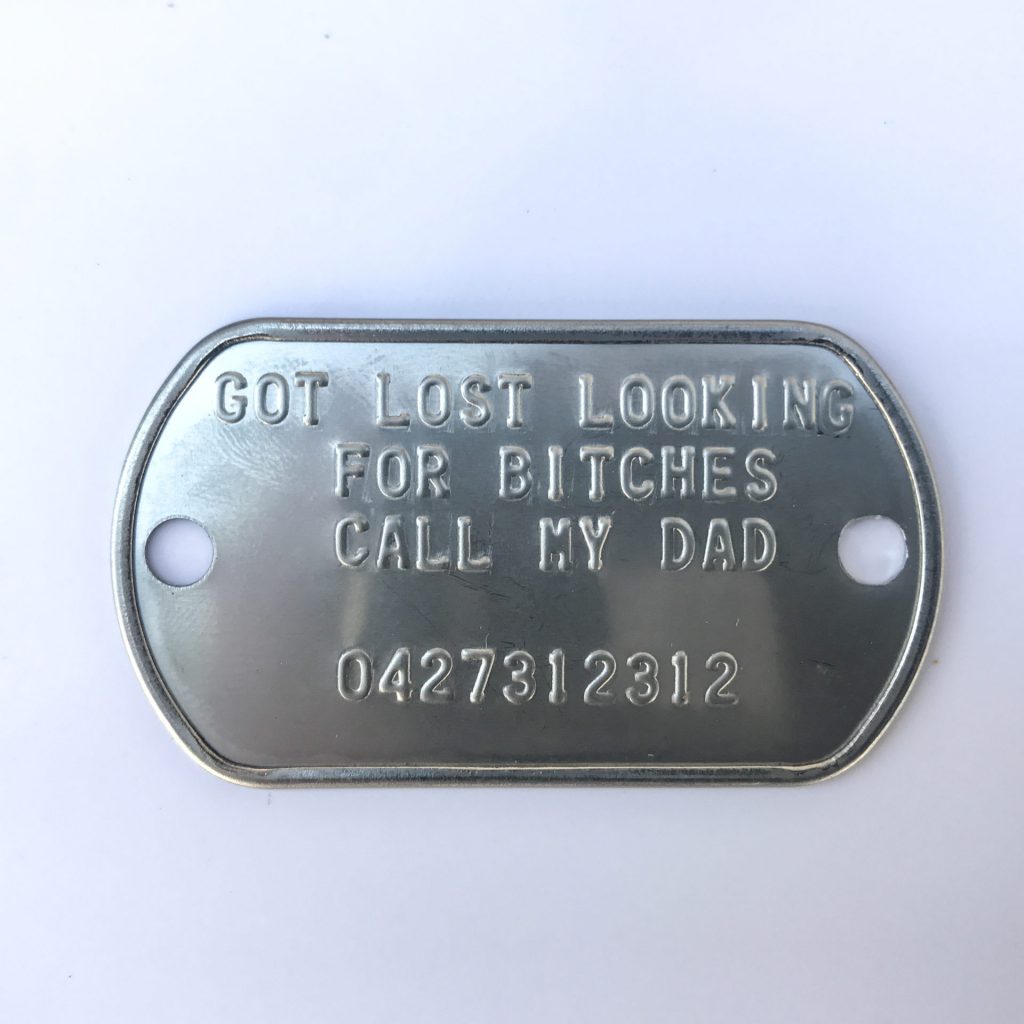 GOT LOST LOOKING
FOR BITCHES
CALL MY DAD
0427312312